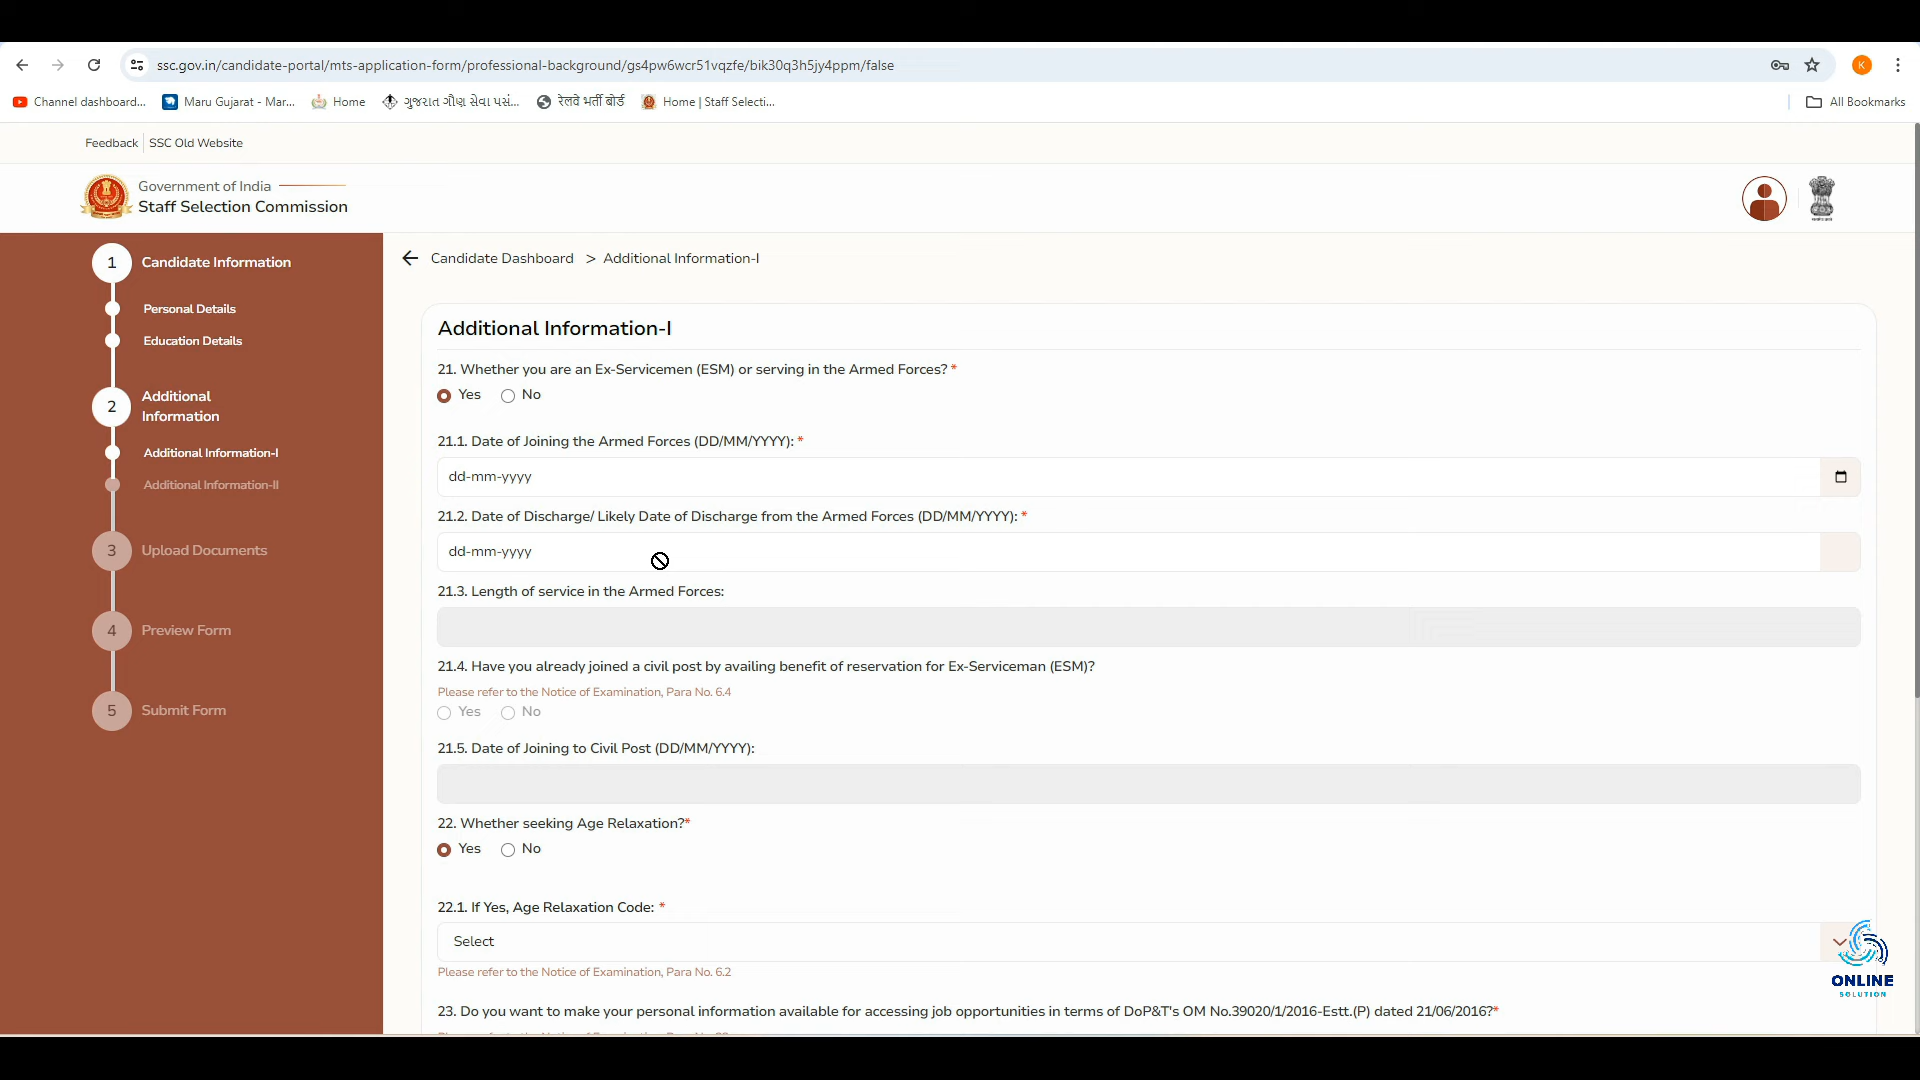 ssc.gov.in/candidate-portal/mts-application-form/professional-background/gs4pw6wcr51vqzfe/bik30q3h5jy4ppm/false
K
Channel dashboard... Maru Gujarat - Mar... Home ગુજરાત ગૌણ સેવા પસં... रेलवे भर्ती बोर्ड Home | Staff Selecti... All Bookmarks
Feedback SSC Old Website
Government of India
Staff Selection Commission
1 Candidate Information
Personal Details
Education Details
2 Additional Information
Additional Information-I
Additional Information-II
3 Upload Documents
4 Preview Form
5 Submit Form
Candidate Dashboard > Additional Information-I
Additional Information-I
21. Whether you are an Ex-Servicemen (ESM) or serving in the Armed Forces? *
Yes No
21.1. Date of Joining the Armed Forces (DD/MM/YYYY): *
dd-mm-yyyy
21.2. Date of Discharge/ Likely Date of Discharge from the Armed Forces (DD/MM/YYYY): *
dd-mm-yyyy
21.3. Length of service in the Armed Forces:
21.4. Have you already joined a civil post by availing benefit of reservation for Ex-Serviceman (ESM)?
Please refer to the Notice of Examination, Para No. 6.4
Yes No
21.5. Date of Joining to Civil Post (DD/MM/YYYY):
22. Whether seeking Age Relaxation?*
Yes No
22.1. If Yes, Age Relaxation Code: *
Select
Please refer to the Notice of Examination, Para No. 6.2
23. Do you want to make your personal information available for accessing job opportunities in terms of DoP&T's OM No.39020/1/2016-Estt.(P) dated 21/06/2016?*
ONLINE
SOLUTION